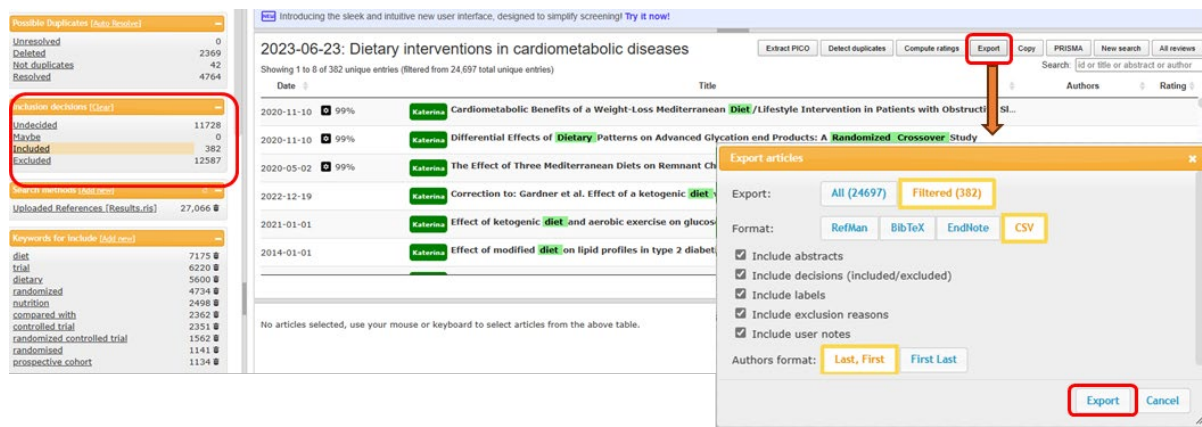 Possible Duplicates [Auto Resolve]
Unresolved 0
Deleted 2369
Not duplicates 42
Resolved 4764
Inclusion decisions [Clear]
Undecided 11728
Maybe 0
Included 382
Excluded 12587
Search methods [Add new]
Uploaded References [Results.ris] 27,066
Keywords for Include [Add new]
diet 7175
trial 6220
dietary 5600
randomized 4734
nutrition 2498
compared with 2362
controlled trial 2351
randomized controlled trial 1562
randomised 1141
prospective cohort 1134
NEW Introducing the sleek and intuitive new user interface, designed to simplify screening! Try it now!
2023-06-23: Dietary interventions in cardiometabolic diseases
Extract PICO Detect duplicates Compute ratings Export Copy PRISMA New search All reviews
Showing 1 to 8 of 382 unique entries (filtered from 24,697 total unique entries)
Search: id or title or abstract or author
Date Title Authors Rating
2020-11-10 99% Katerina Cardiometabolic Benefits of a Weight-Loss Mediterranean Diet/Lifestyle Intervention in Patients with Obstructive Sl...
2020-11-10 99% Katerina Differential Effects of Dietary Patterns on Advanced Glycation end Products: A Randomized Crossover Study
2020-05-02 99% Katerina The Effect of Three Mediterranean Diets on Remnant Ch
2022-12-19 Katerina Correction to: Gardner et al. Effect of a ketogenic diet v
2021-01-01 Katerina Effect of ketogenic diet and aerobic exercise on glucos
2014-01-01 Katerina Effect of modified diet on lipid profiles in type 2 diabet
No articles selected, use your mouse or keyboard to select articles from the above table.
Export articles x
Export: All (24697) Filtered (382)
Format: RefMan BibTeX EndNote CSV
Include abstracts
Include decisions (included/excluded)
Include labels
Include exclusion reasons
Include user notes
Authors format: Last, First First Last
Export Cancel